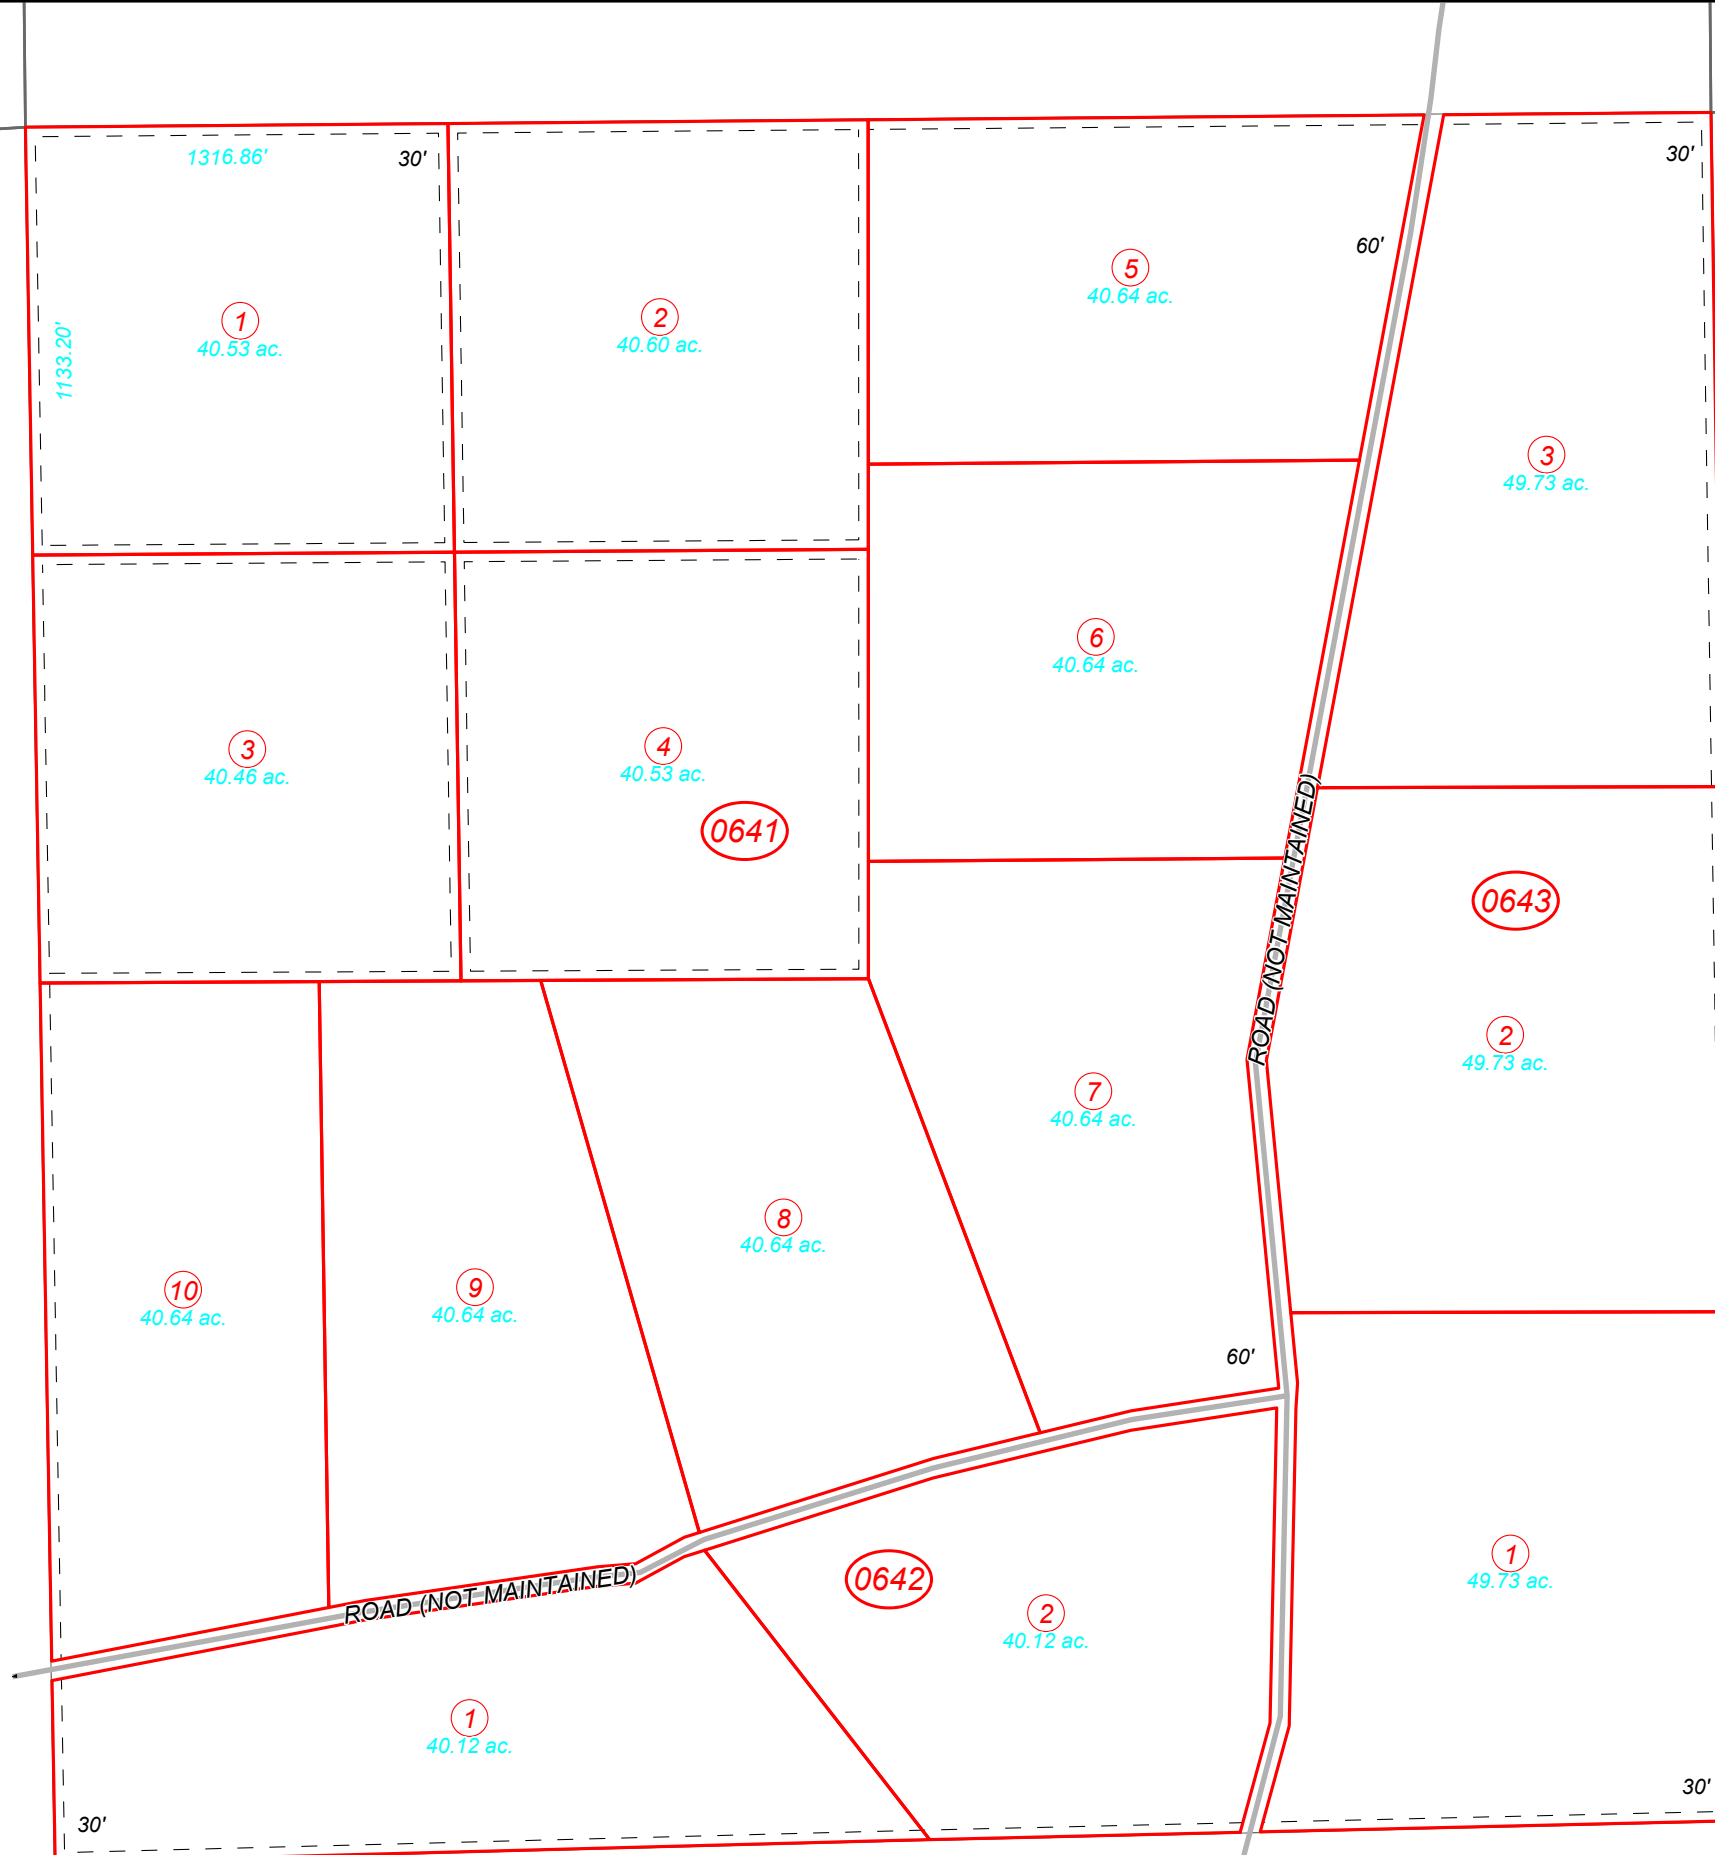 1316.86'
30'
30'
60'
5
40.64 ac.
1
40.53 ac.
2
40.60 ac.
1133.20'
3
49.73 ac.
6
40.64 ac.
3
40.46 ac.
4
40.53 ac.
0641
ROAD (NOT MAINTAINED)
0643
2
49.73 ac.
7
40.64 ac.
8
40.64 ac.
10
40.64 ac.
9
40.64 ac.
60'
ROAD (NOT MAINTAINED)
0642
1
49.73 ac.
2
40.12 ac.
1
40.12 ac.
30'
30'